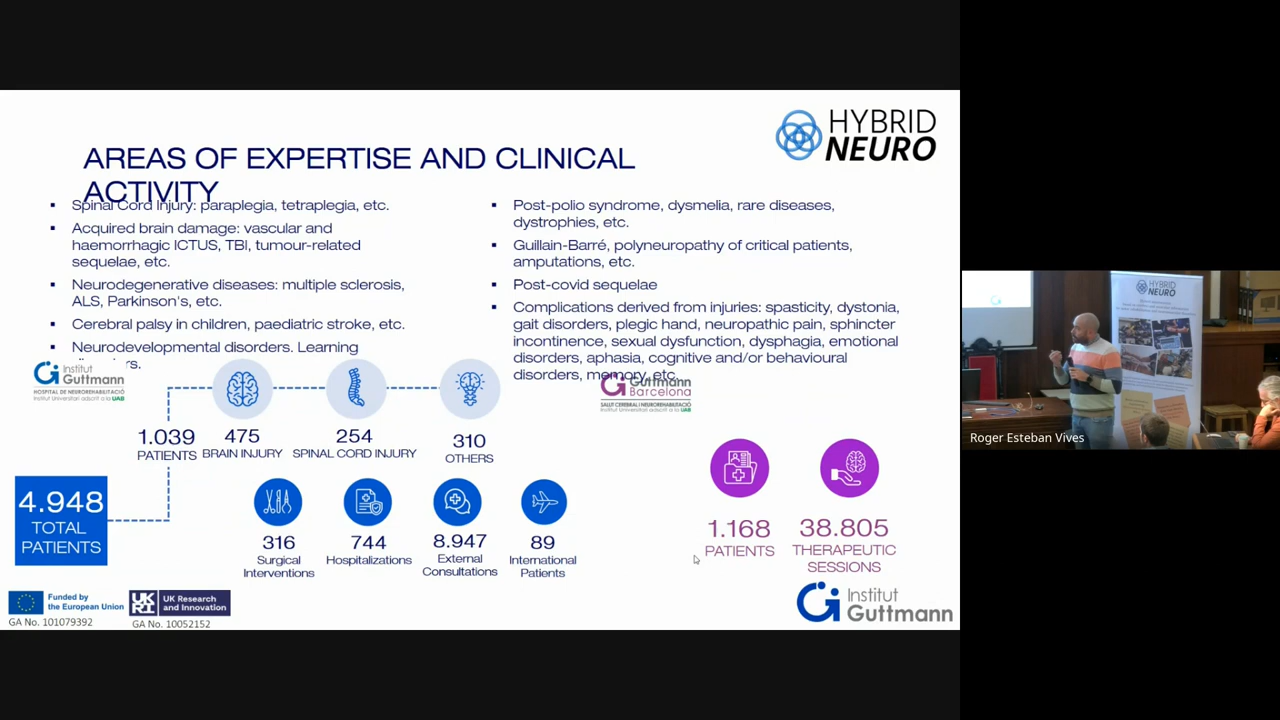 HYBRID
NEURO
AREAS OF EXPERTISE AND CLINICAL
ACTIVITY
▪ Spinal Cord Injury: paraplegia, tetraplegia, etc.
▪ Acquired brain damage: vascular and
haemorrhagic ICTUS, TBI, tumour-related
sequelae, etc.
▪ Neurodegenerative diseases: multiple sclerosis,
ALS, Parkinson's, etc.
▪ Cerebral palsy in children, paediatric stroke, etc.
▪ Neurodevelopmental disorders. Learning
▪ Post-polio syndrome, dysmelia, rare diseases,
dystrophies, etc.
▪ Guillain-Barré, polyneuropathy of critical patients,
amputations, etc.
▪ Post-covid sequelae
▪ Complications derived from injuries: spasticity, dystonia,
gait disorders, plegic hand, neuropathic pain, sphincter
incontinence, sexual dysfunction, dysphagia, emotional
disorders, aphasia, cognitive and/or behavioural
disorders, memory, etc.
Institut
Guttmann
HOSPITAL DE NEUROREHABILITACIÓ
Institut Universitari adscrit a la UAB
Guttmann
Barcelona
SALUT CEREBRAL I NEUROREHABILITACIÓ
Institut Universitari adscrit a la UAB
1.039
PATIENTS
475
BRAIN INJURY
254
SPINAL CORD INJURY
310
OTHERS
4.948
TOTAL
PATIENTS
316
Surgical
Interventions
744
Hospitalizations
8.947
External
Consultations
89
International
Patients
1.168
PATIENTS
38.805
THERAPEUTIC
SESSIONS
Funded by
the European Union
GA No. 101079392
UK
RI
UK Research
and Innovation
GA No. 10052152
Institut
Guttmann
HYBRID
NEURO
Roger Esteban Vives